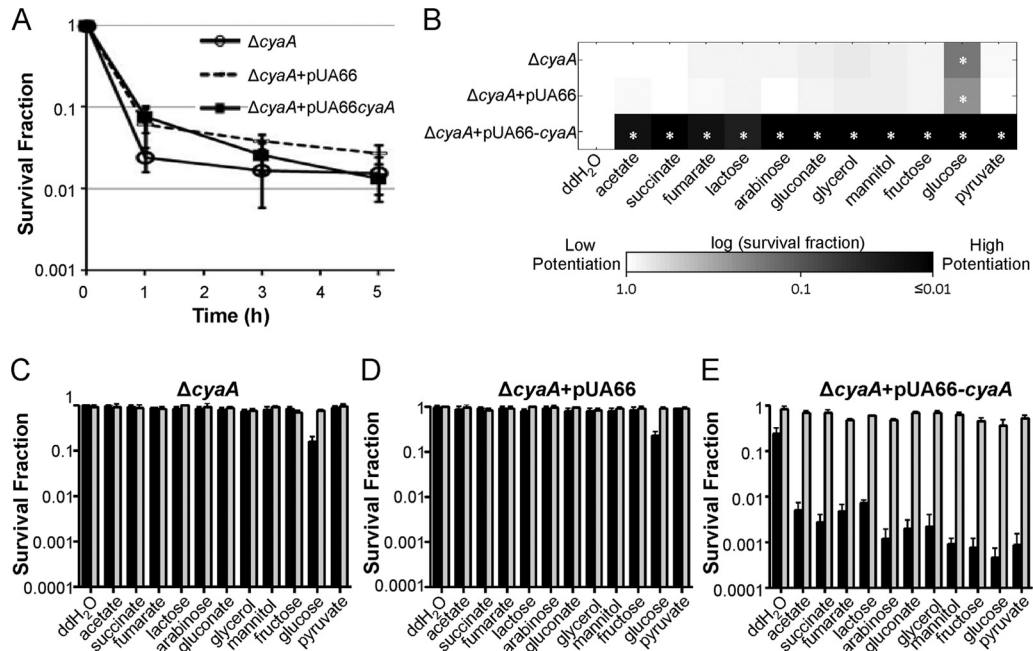 A
Survival Fraction
1
0.1
0.01
0.001
ΔcyaA
ΔcyaA+pUA66
ΔcyaA+pUA66cyaA
0 1 2 3 4 5
Time (h)
B
ΔcyaA
ΔcyaA+pUA66
ΔcyaA+pUA66-cyaA
* 
*
* * * * * * * * * * *
ddH₂O
acetate
succinate
fumarate
lactose
arabinose
gluconate
glycerol
mannitol
fructose
glucose
pyruvate
Low
Potentiation
log (survival fraction)
High
Potentiation
1.0 0.1 ≤0.01
C
ΔcyaA
Survival Fraction
1
0.1
0.01
0.001
0.0001
ddH₂O
acetate
succinate
fumarate
lactose
arabinose
gluconate
glycerol
mannitol
fructose
glucose
pyruvate
D
ΔcyaA+pUA66
Survival Fraction
1
0.1
0.01
0.001
0.0001
ddH₂O
acetate
succinate
fumarate
lactose
arabinose
gluconate
glycerol
mannitol
fructose
glucose
pyruvate
E
ΔcyaA+pUA66-cyaA
Survival Fraction
1
0.1
0.01
0.001
0.0001
ddH₂O
acetate
succinate
fumarate
lactose
arabinose
gluconate
glycerol
mannitol
fructose
glucose
pyruvate